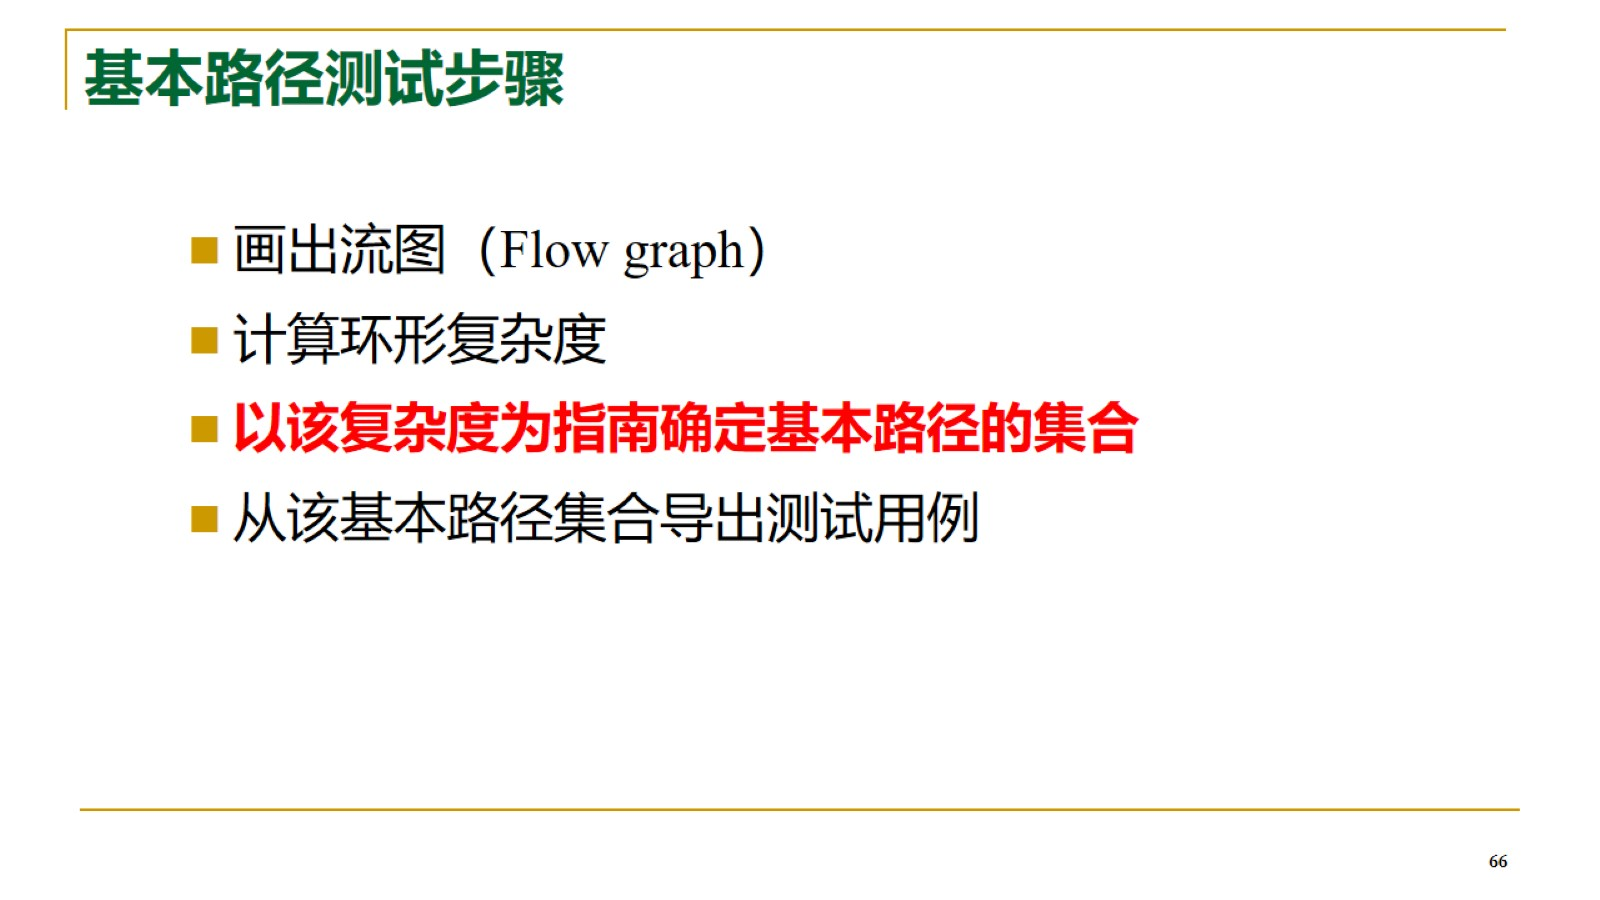 基本路径测试步骤
画出流图（Flow graph）
计算环形复杂度
以该复杂度为指南确定基本路径的集合
从该基本路径集合导出测试用例
66